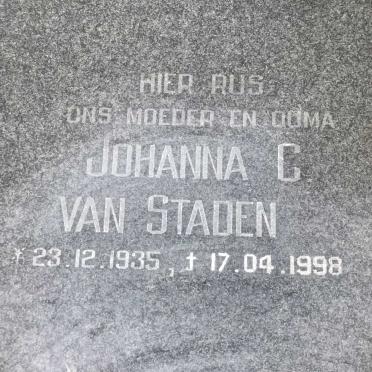 HIER RUS
ONS MOEDER EN OUMA
JOHANNA C
VAN STADEN
* 23.12.1935, † 17.04.1998